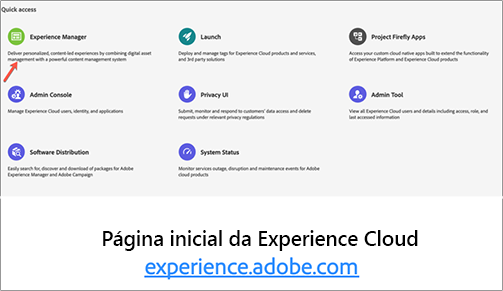 Quick access
Experience Manager
Deliver personalized, content-led experiences by combining digital asset
management with a powerful content management system
Launch
Deploy and manage tags for Experience Cloud products and services,
and 3rd party solutions
Project Firefly Apps
Access your custom cloud native apps built to extend the functionality
of Experience Platform and Experience Cloud products
Admin Console
Manage Experience Cloud users, identity, and applications
Privacy UI
Submit, monitor and respond to customers' data access and delete
requests under relevant privacy regulations
Admin Tool
View all Experience Cloud users and details including access, role, and
last accessed information
Software Distribution
Easily search for, discover and download of packages for Adobe
Experience Manager and Adobe Campaign
System Status
Monitor services outage, disruption and maintenance events for Adobe
cloud products
Página inicial da Experience Cloud
experience.adobe.com